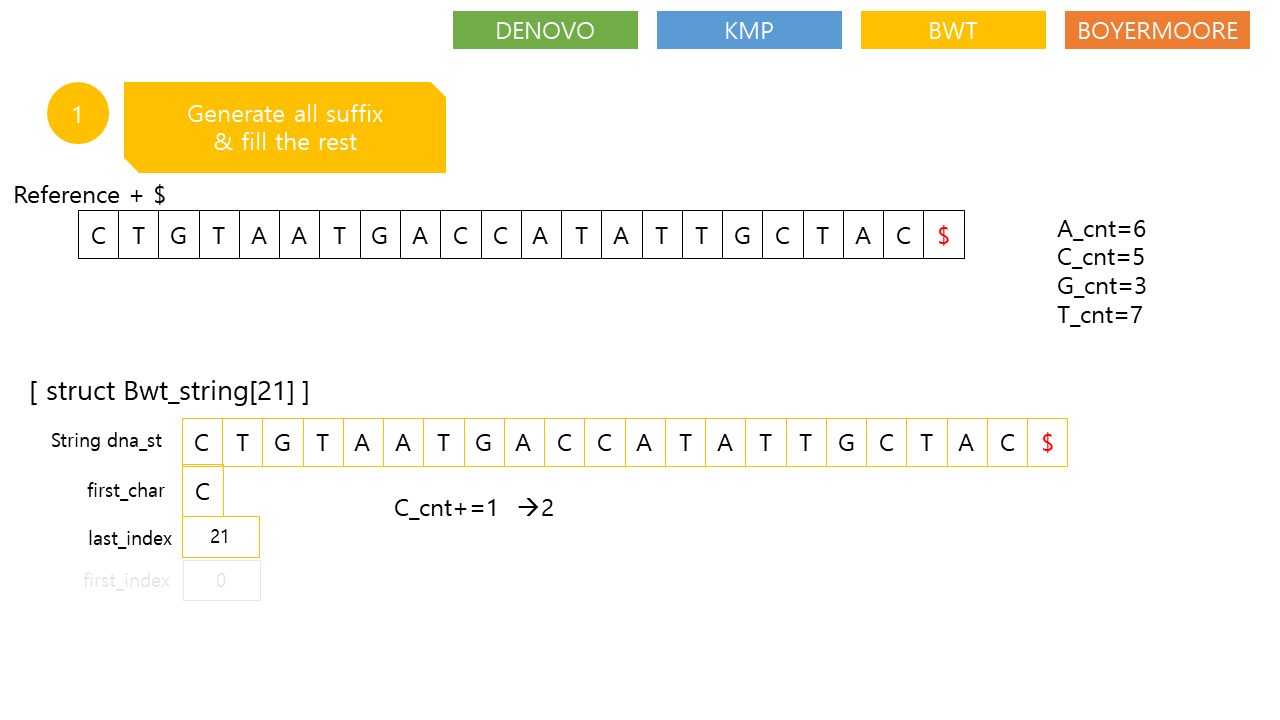 DENOVO KMP BWT BOYERMOORE
1
Generate all suffix
& fill the rest
Reference + $
C T G T A A T G A C C A T A T T G C T A C $
A_cnt=6
C_cnt=5
G_cnt=3
T_cnt=7
[ struct Bwt_string[21] ]
String dna_st C T G T A A T G A C C A T A T T G C T A C $
first_char C
C_cnt+=1 →2
last_index 21
first_index 0